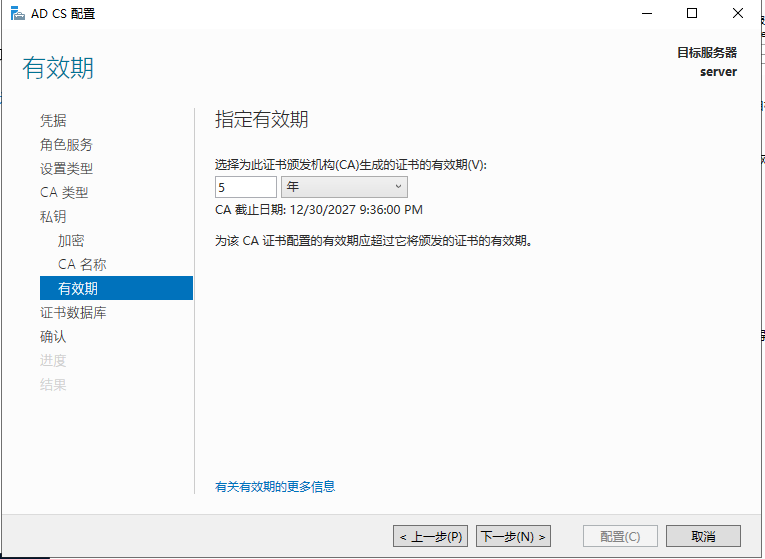 AD CS 配置
有效期
目标服务器
server
凭据
角色服务
设置类型
CA 类型
私钥
加密
CA 名称
有效期
证书数据库
确认
进度
结果
指定有效期
选择为此证书颁发机构(CA)生成的证书的有效期(V):
5 年
CA 截止日期: 12/30/2027 9:36:00 PM
为该 CA 证书配置的有效期应超过它将颁发的证书的有效期。
有关有效期的更多信息
< 上一步(P) 下一步(N) > 配置(C) 取消